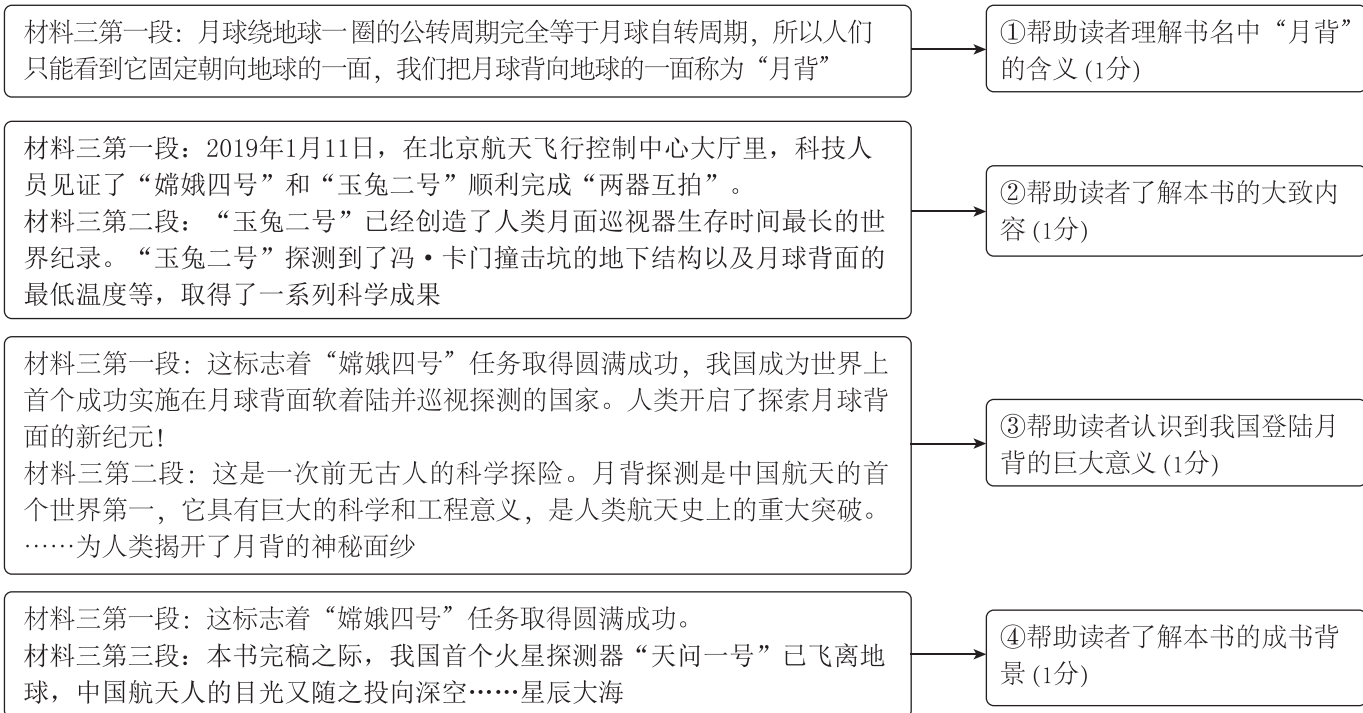 材料三第一段：月球绕地球一圈的公转周期完全等于月球自转周期，所以人们
只能看到它固定朝向地球的一面，我们把月球背向地球的一面称为“月背”
①帮助读者理解书名中“月背”
的含义（1分）
材料三第一段：2019年1月11日，在北京航天飞行控制中心大厅里，科技人
员见证了“嫦娥四号”和“玉兔二号”顺利完成“两器互拍”。
材料三第二段：“玉兔二号”已经创造了人类月面巡视器生存时间最长的世
界纪录。“玉兔二号”探测到了冯·卡门撞击坑的地下结构以及月球背面的
最低温度等，取得了一系列科学成果
②帮助读者了解本书的大致内
容（1分）
材料三第一段：这标志着“嫦娥四号”任务取得圆满成功，我国成为世界上
首个成功实施在月球背面软着陆并巡视探测的国家。人类开启了探索月球背
面的新纪元！
材料三第二段：这是一次前无古人的科学探险。月背探测是中国航天的首
个世界第一，它具有巨大的科学和工程意义，是人类航天史上的重大突破。
……为人类揭开了月背的神秘面纱
③帮助读者认识到我国登陆月
背的巨大意义（1分）
材料三第一段：这标志着“嫦娥四号”任务取得圆满成功。
材料三第三段：本书完稿之际，我国首个火星探测器“天问一号”已飞离地
球，中国航天人的目光又随之投向深空……星辰大海
④帮助读者了解本书的成书背
景（1分）